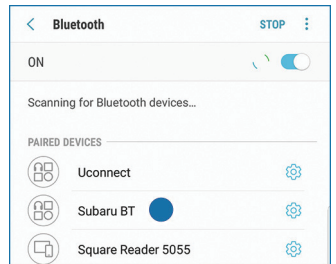 Bluetooth STOP
ON
Scanning for Bluetooth devices...
PAIRED DEVICES
Uconnect
Subaru BT
Square Reader 5055